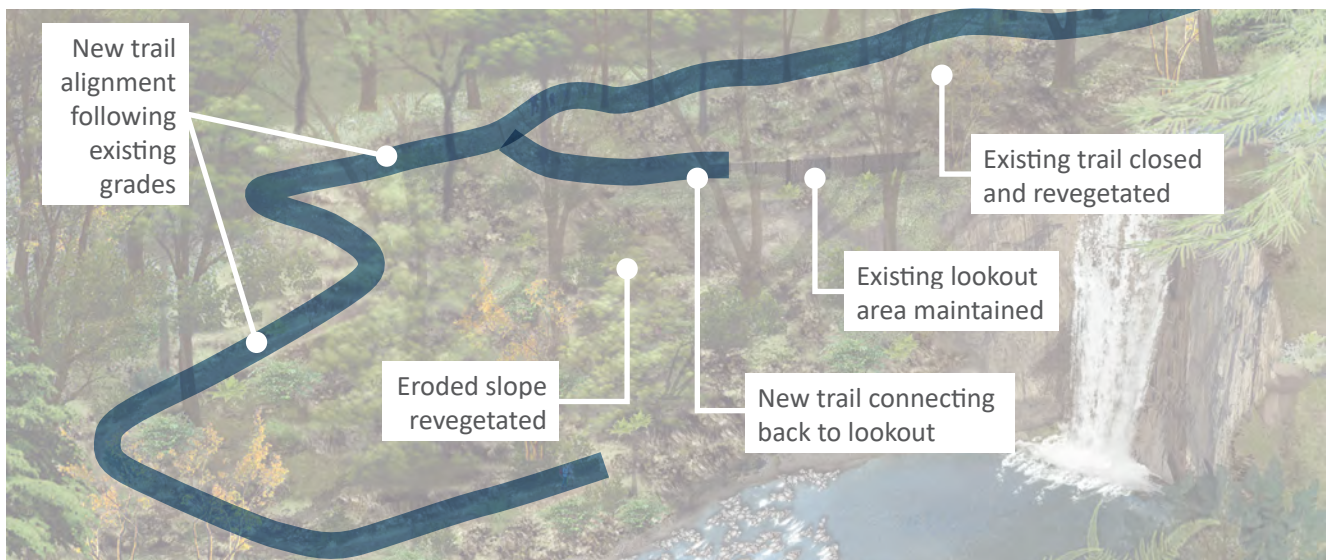 New trail
alignment
following
existing
grades
Existing trail closed
and revegetated
Existing lookout
area maintained
Eroded slope
revegetated
New trail connecting
back to lookout